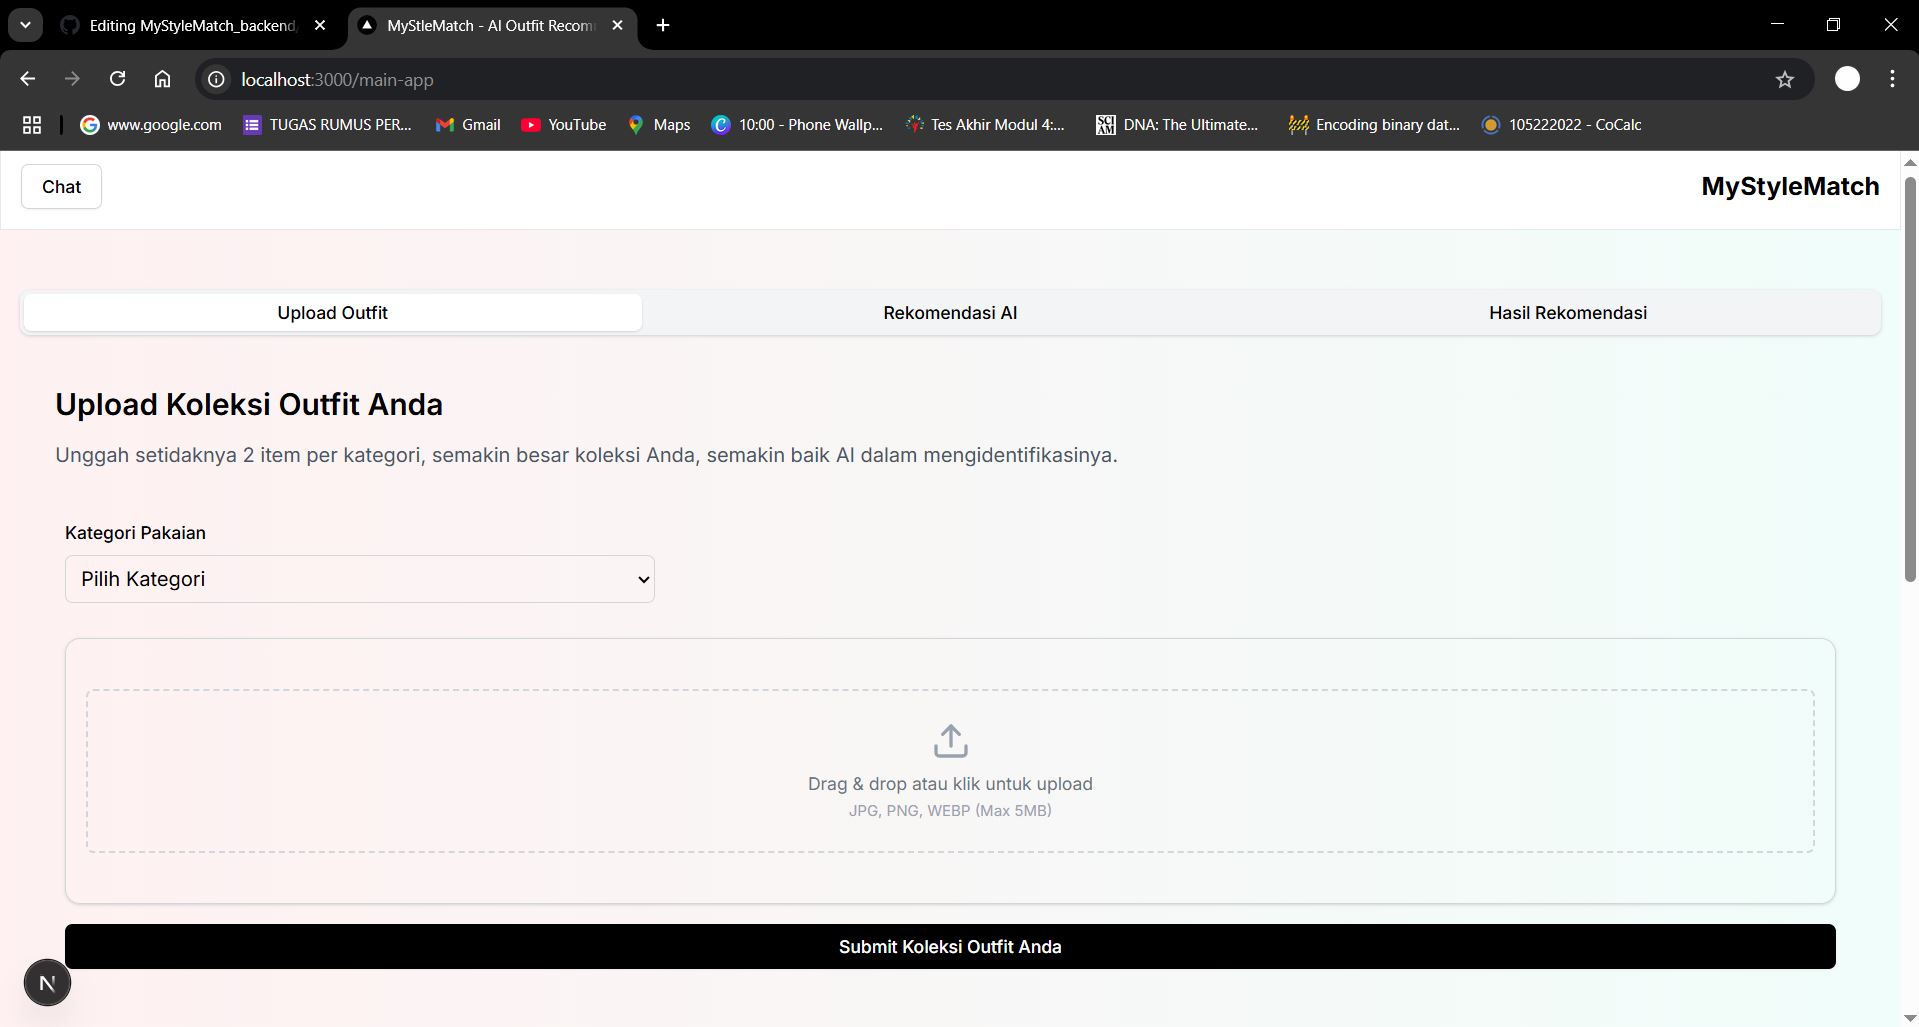 Editing MyStyleMatch_backend/
MyStleMatch - AI Outfit Recom
localhost:3000/main-app
www.google.com
TUGAS RUMUS PER...
Gmail
YouTube
Maps
10:00 - Phone Wallp...
Tes Akhir Modul 4:...
SCI AM
DNA: The Ultimate...
Encoding binary dat...
105222022 - CoCalc
Chat
MyStyleMatch
Upload Outfit
Rekomendasi AI
Hasil Rekomendasi
Upload Koleksi Outfit Anda
Unggah setidaknya 2 item per kategori, semakin besar koleksi Anda, semakin baik AI dalam mengidentifikasinya.
Kategori Pakaian
Pilih Kategori
Drag & drop atau klik untuk upload
JPG, PNG, WEBP (Max 5MB)
Submit Koleksi Outfit Anda
N